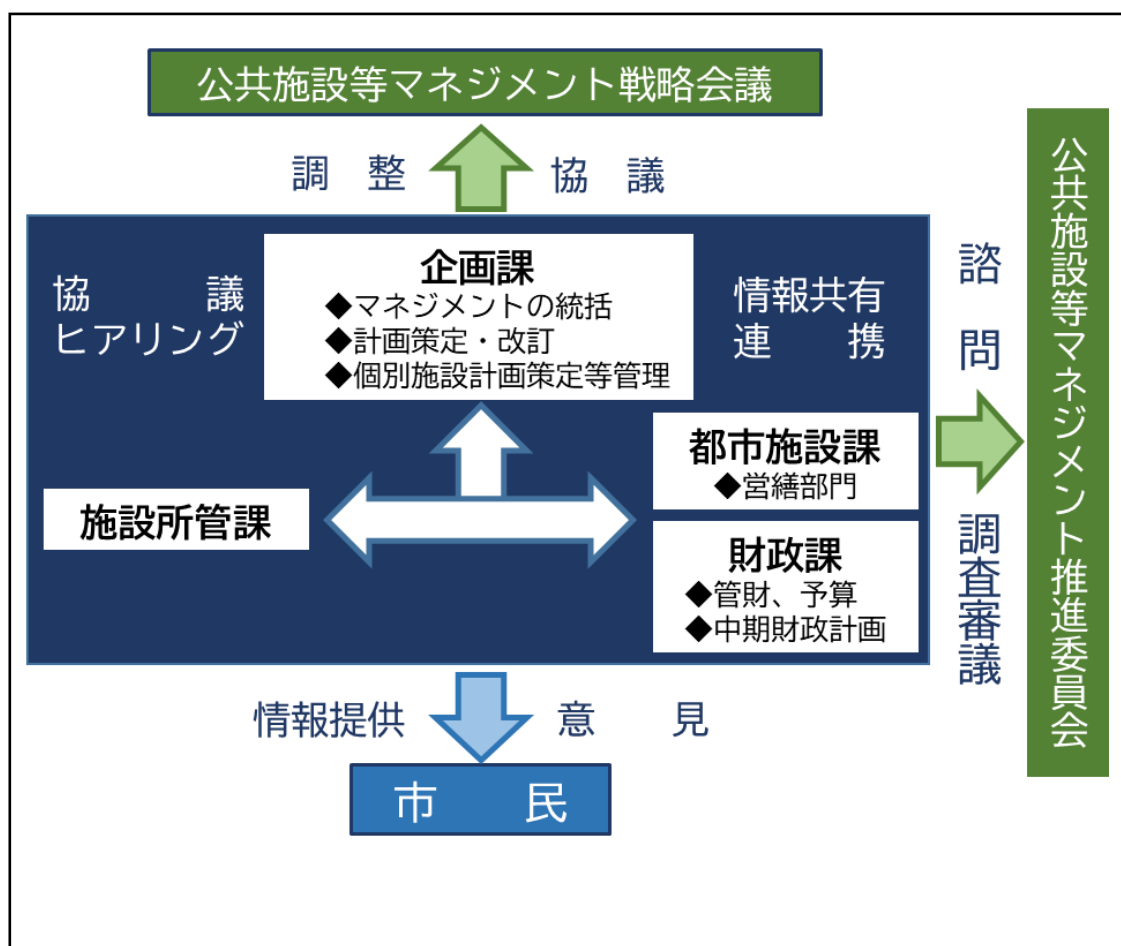 公共施設等マネジメント戦略会議
調　整
協　議
協　　議
ヒアリング
企画課
◆マネジメントの統括
◆計画策定・改訂
◆個別施設計画策定等管理
情報共有
連　　携
施設所管課
都市施設課
◆営繕部門
財政課
◆管財、予算
◆中期財政計画
諮問
調査審議
公共施設等マネジメント推進委員会
情報提供
意　　見
市　　民